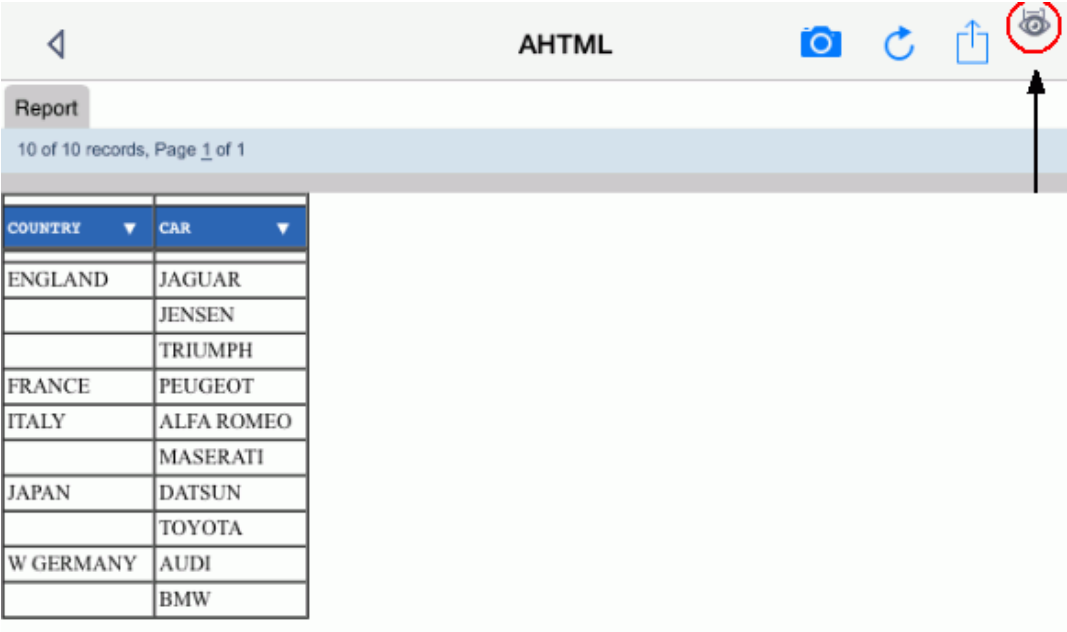 AHTML
Report
10 of 10 records, Page 1 of 1
COUNTRY CAR
ENGLAND JAGUAR
JENSEN
TRIUMPH
FRANCE PEUGEOT
ITALY ALFA ROMEO
MASERATI
JAPAN DATSUN
TOYOTA
W GERMANY AUDI
BMW